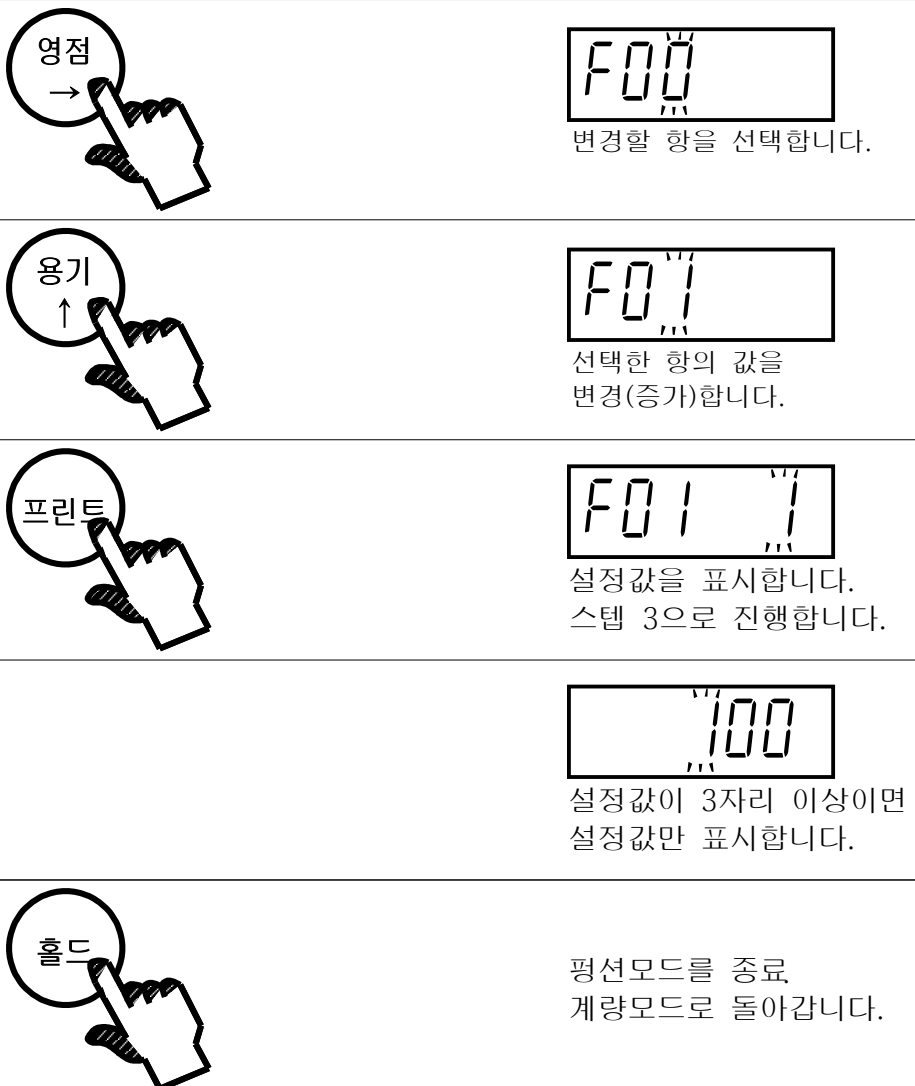 영점
→
F00
변경할 항을 선택합니다.
용기
↑
F01
선택한 항의 값을
변경(증가)합니다.
프린트
F01 1
설정값을 표시합니다.
스텝 3으로 진행합니다.
100
설정값이 3자리 이상이면
설정값만 표시합니다.
홀드
펑션모드를 종료,
계량모드로 돌아갑니다.